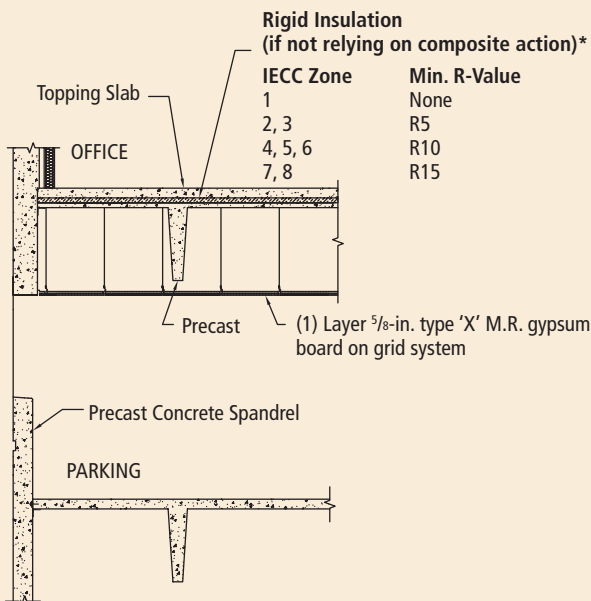 Rigid Insulation
(if not relying on composite action)*
IECC Zone Min. R-Value
1 None
2, 3 R5
4, 5, 6 R10
7, 8 R15
Topping Slab
OFFICE
Precast
(1) Layer 5/8-in. type ‘X’ M.R. gypsum
board on grid system
Precast Concrete Spandrel
PARKING